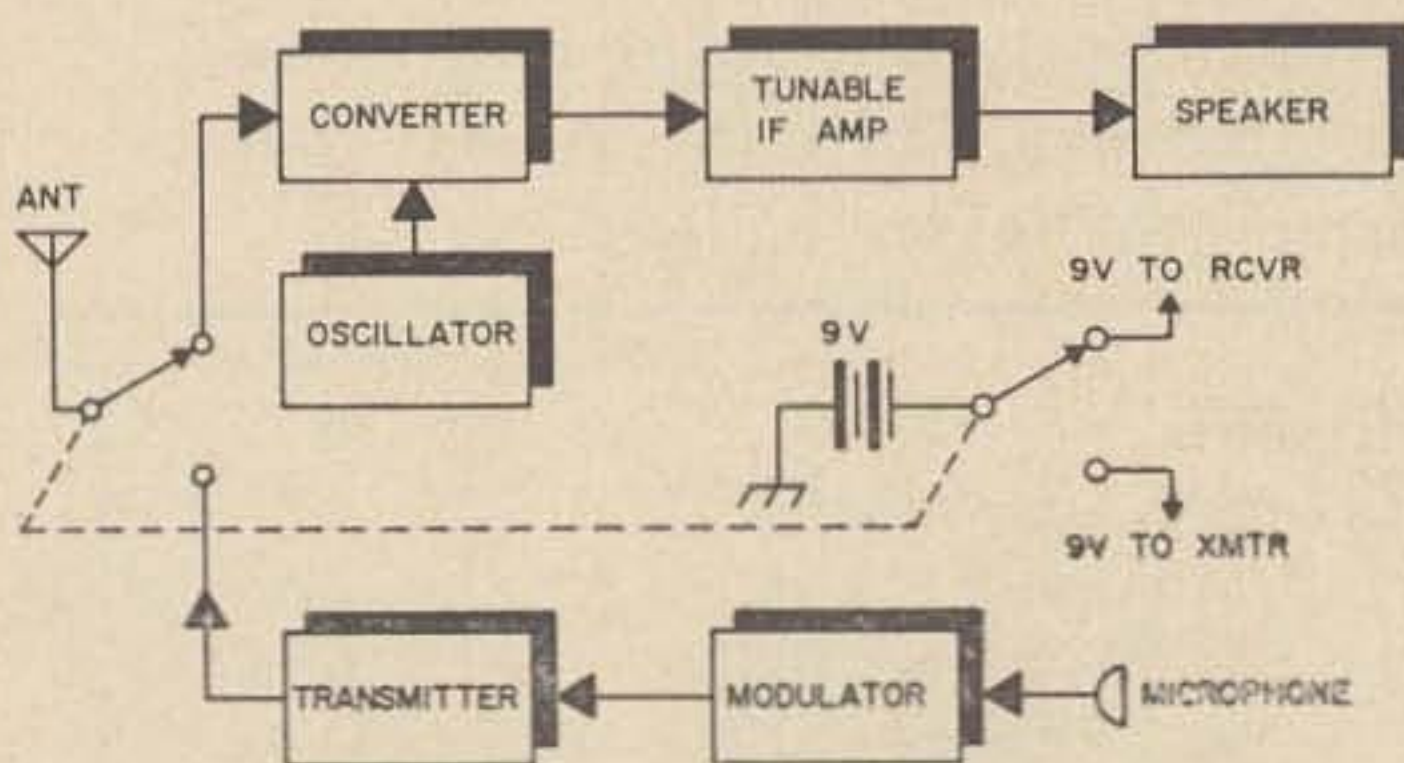 CONVERTER
TUNABLE
IF AMP
SPEAKER
ANT
OSCILLATOR
9V TO RCVR
9V
9V TO XMTR
TRANSMITTER
MODULATOR
MICROPHONE